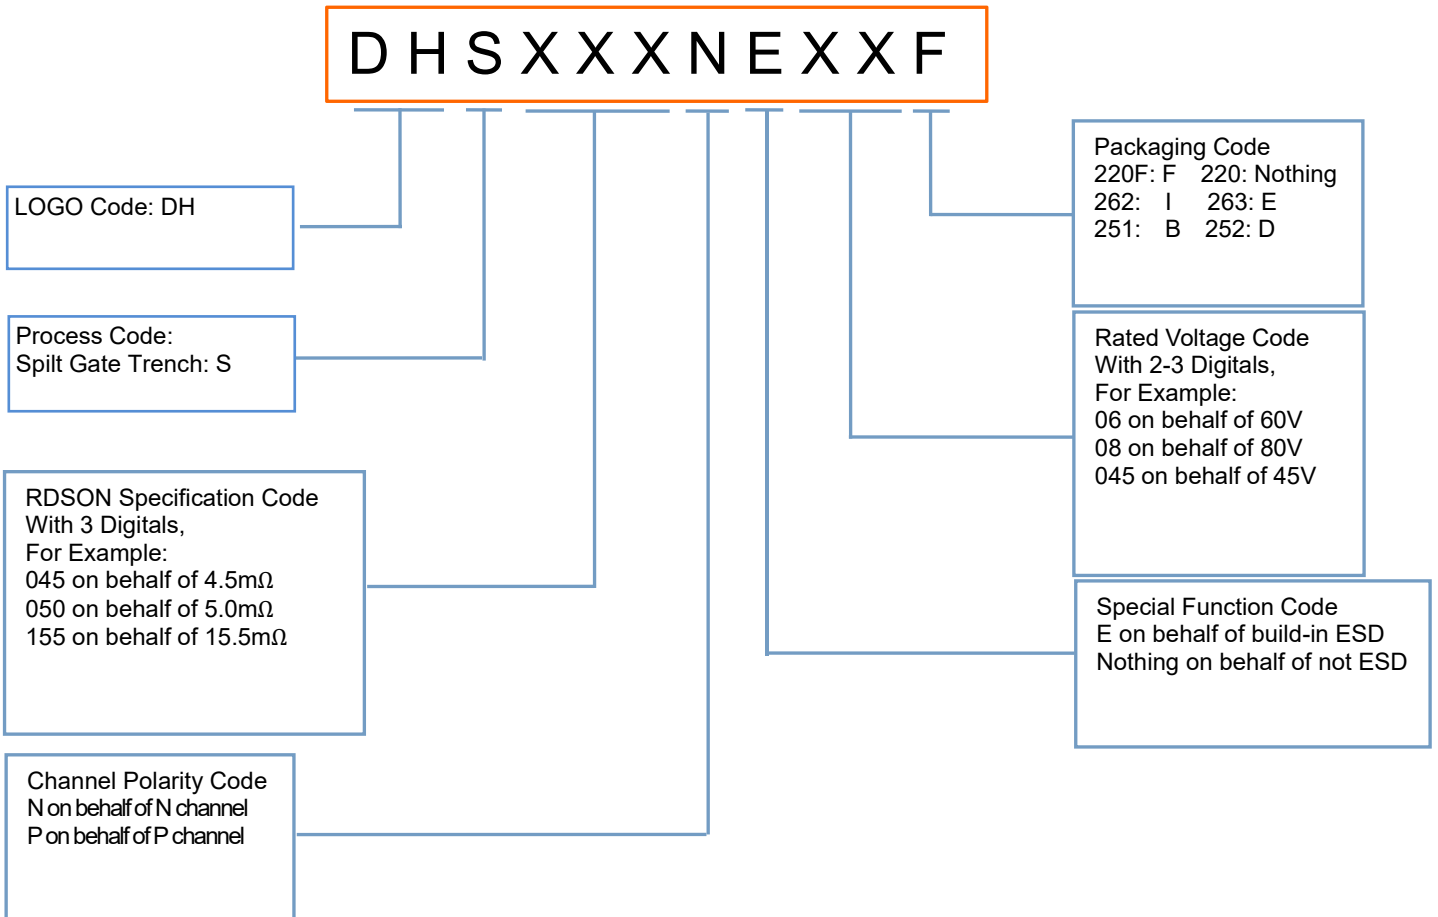 D H S X X X N E X X F
LOGO Code: DH
Process Code:
Spilt Gate Trench: S
RDSON Specification Code
With 3 Digitals,
For Example:
045 on behalf of 4.5mΩ
050 on behalf of 5.0mΩ
155 on behalf of 15.5mΩ
Channel Polarity Code
N on behalf of N channel
P on behalf of P channel
Packaging Code
220F: F 220: Nothing
262: I 263: E
251: B 252: D
Rated Voltage Code
With 2-3 Digitals,
For Example:
06 on behalf of 60V
08 on behalf of 80V
045 on behalf of 45V
Special Function Code
E on behalf of build-in ESD
Nothing on behalf of not ESD